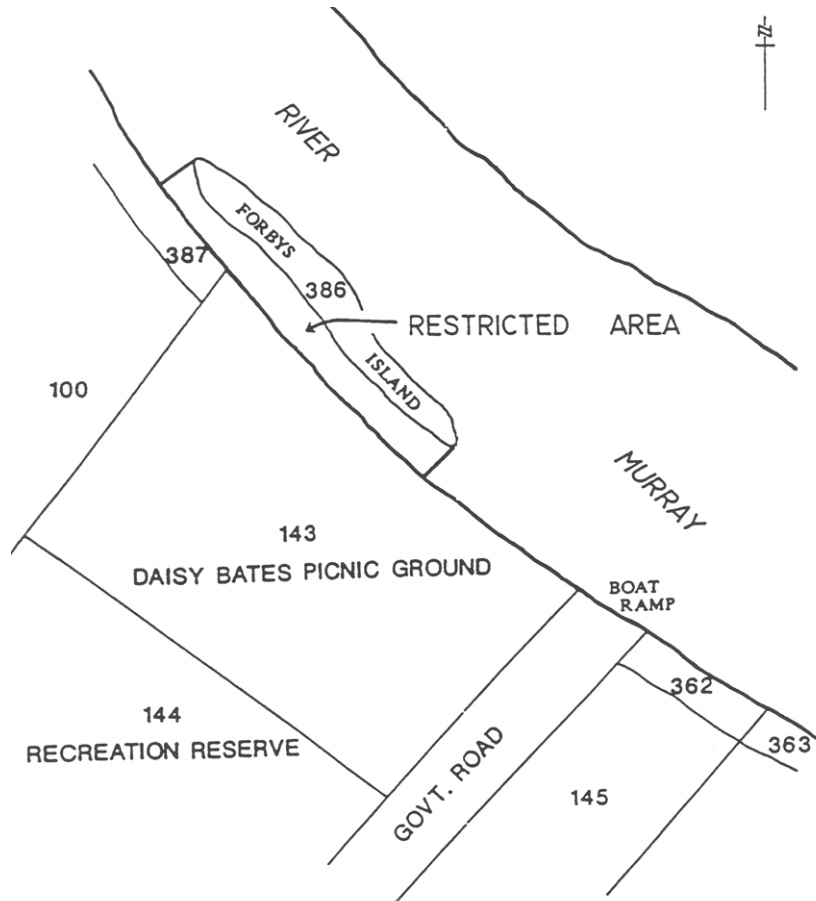 N
RIVER
FORBYS
387
386
RESTRICTED AREA
ISLAND
100
MURRAY
143
DAISY BATES PICNIC GROUND
BOAT
RAMP
362
144
RECREATION RESERVE
363
GOVT. ROAD
145